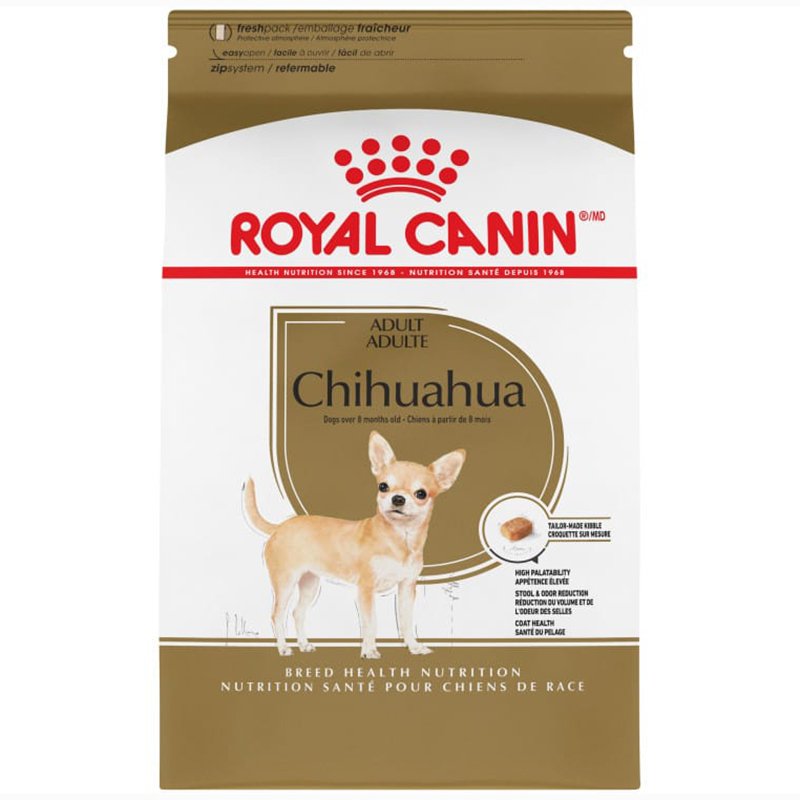 freshpack / emballage fraîcheur
Protective atmosphere / Atmosphère protectrice
easyopen / facile à ouvrir / fácil de abrir
zipsystem / refermable
ROYAL CANIN®/MD
HEALTH NUTRITION SINCE 1968 - NUTRITION SANTÉ DEPUIS 1968
ADULT
ADULTE
Chihuahua
Dogs over 8 months old - Chiens à partir de 8 mois
TAILOR-MADE KIBBLE
CROQUETTE SUR MESURE
HIGH PALATABILITY
APPÉTENCE ÉLEVÉE
STOOL & ODOR REDUCTION
RÉDUCTION DU VOLUME ET DE
L'ODEUR DES SELLES
COAT HEALTH
SANTÉ DU PELAGE
BREED HEALTH NUTRITION
NUTRITION SANTÉ POUR CHIENS DE RACE